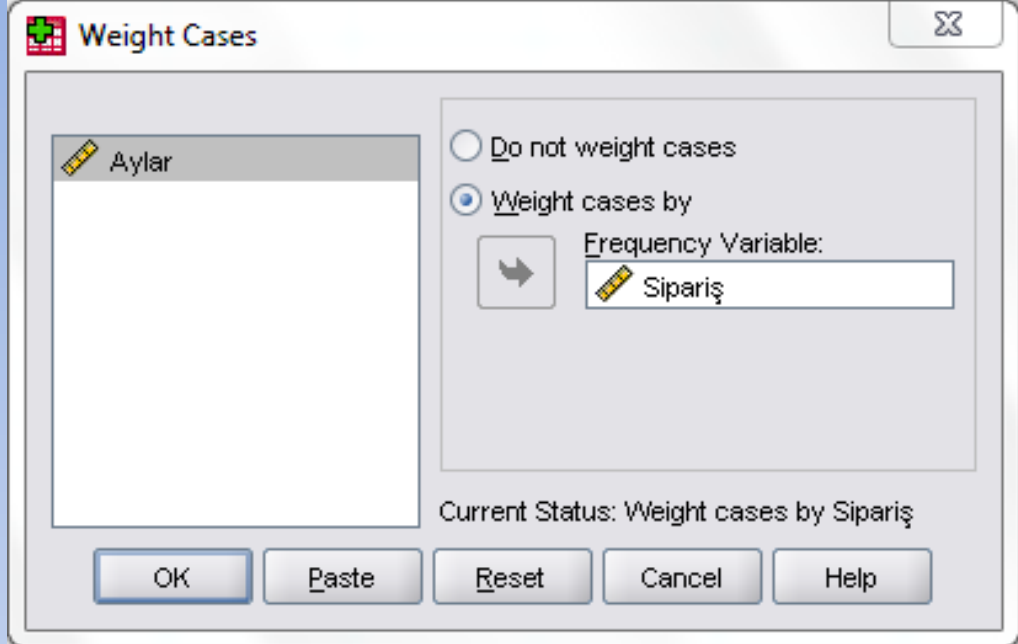 Weight Cases
Aylar
Do not weight cases
Weight cases by
Frequency Variable:
Sipariş
Current Status: Weight cases by Sipariş
OK Paste Reset Cancel Help